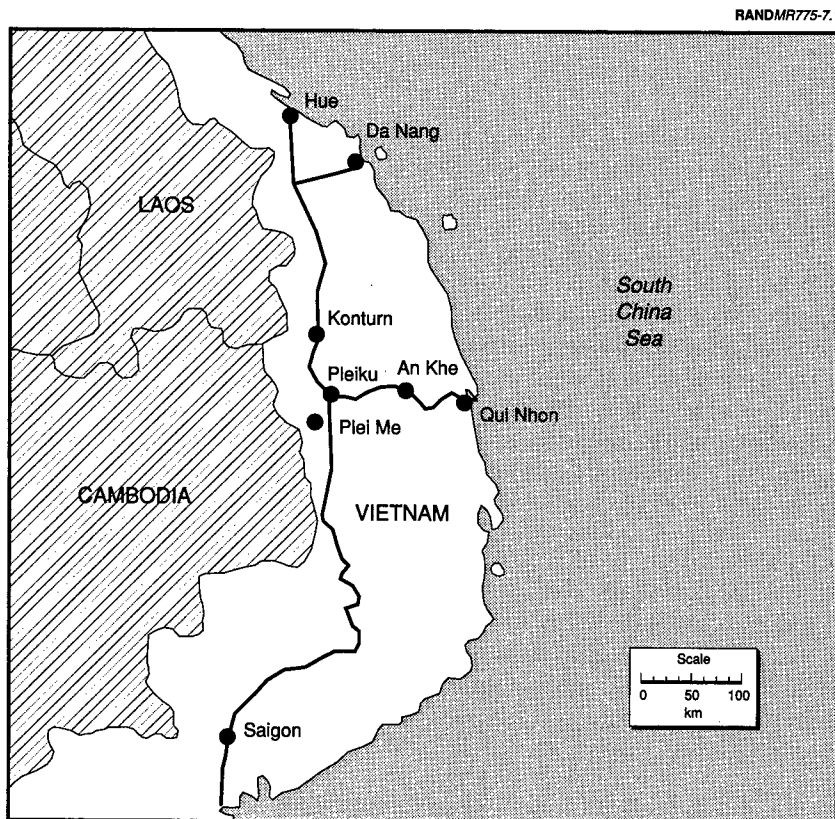 RANDMR775-7.
Hue
Da Nang
LAOS
South
China
Sea
Konturn
Pleiku
An Khe
Qui Nhon
Plei Me
CAMBODIA
VIETNAM
Scale
0 50 100
km
Saigon